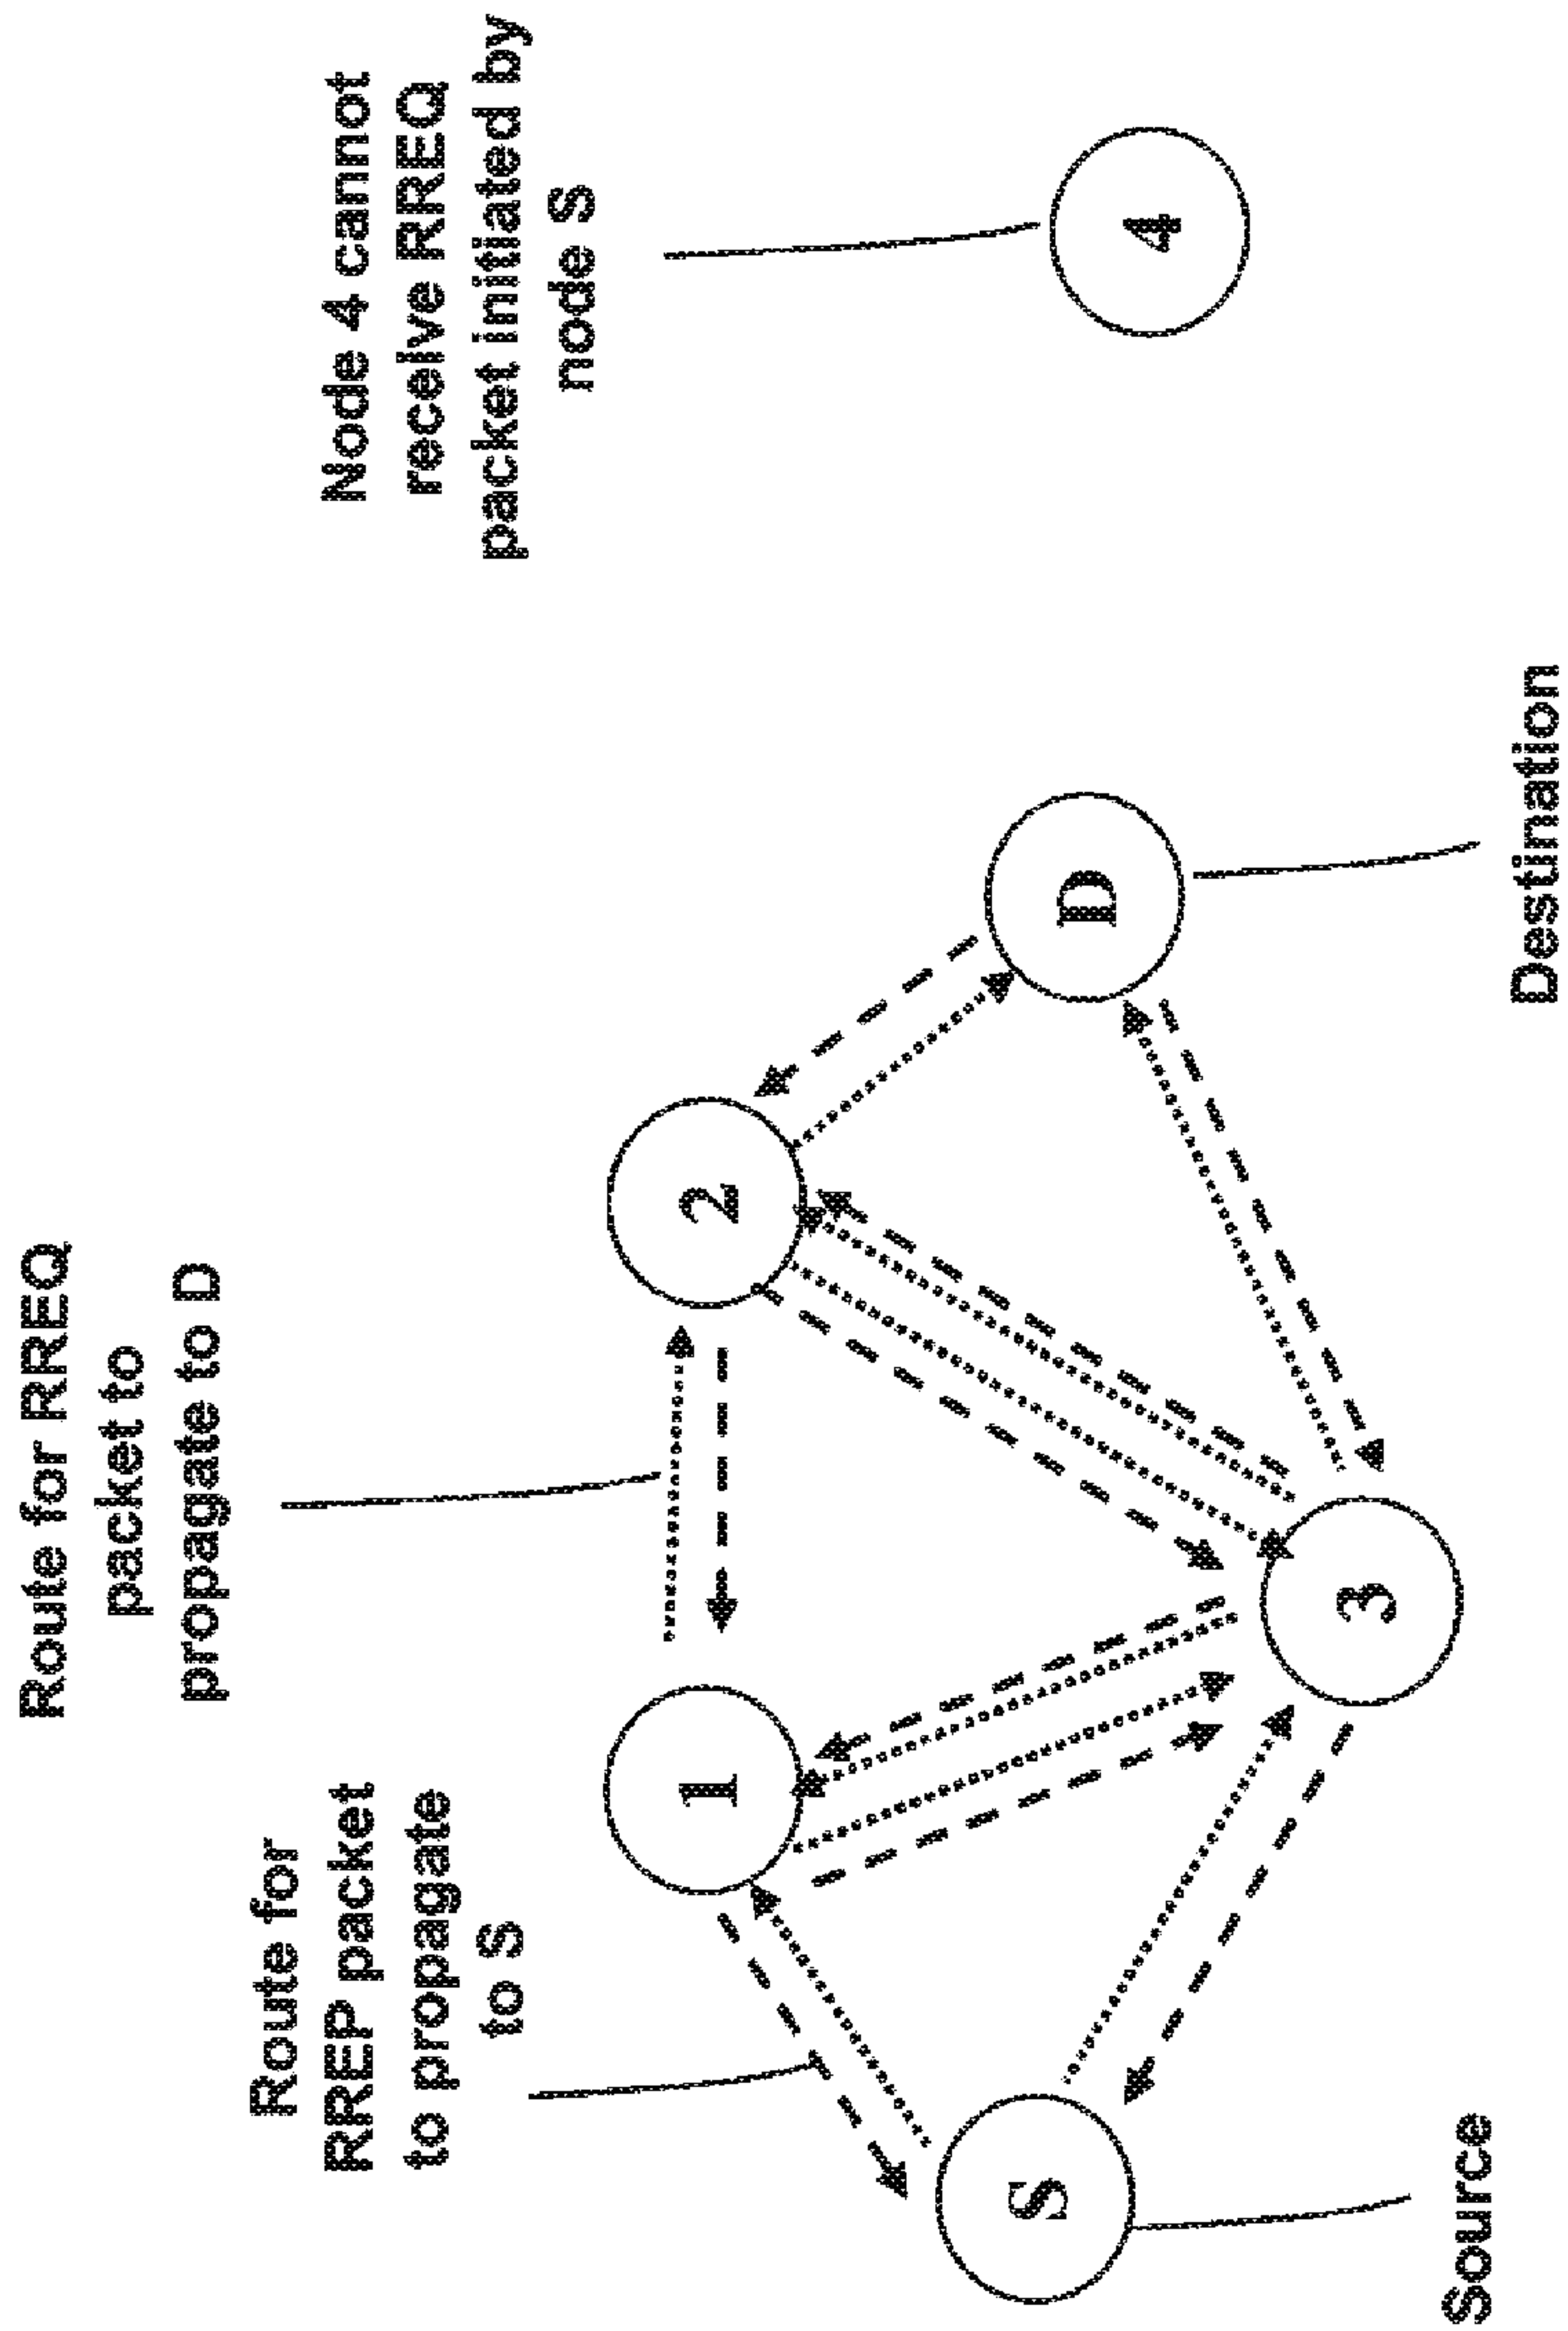 Route for RREQ
packet to
propagate to D
Route for
RREP packet
to propagate
to S
Node 4 cannot
receive RREQ
packet initiated by
node S
1
2
S
D
4
3
Source
Destination